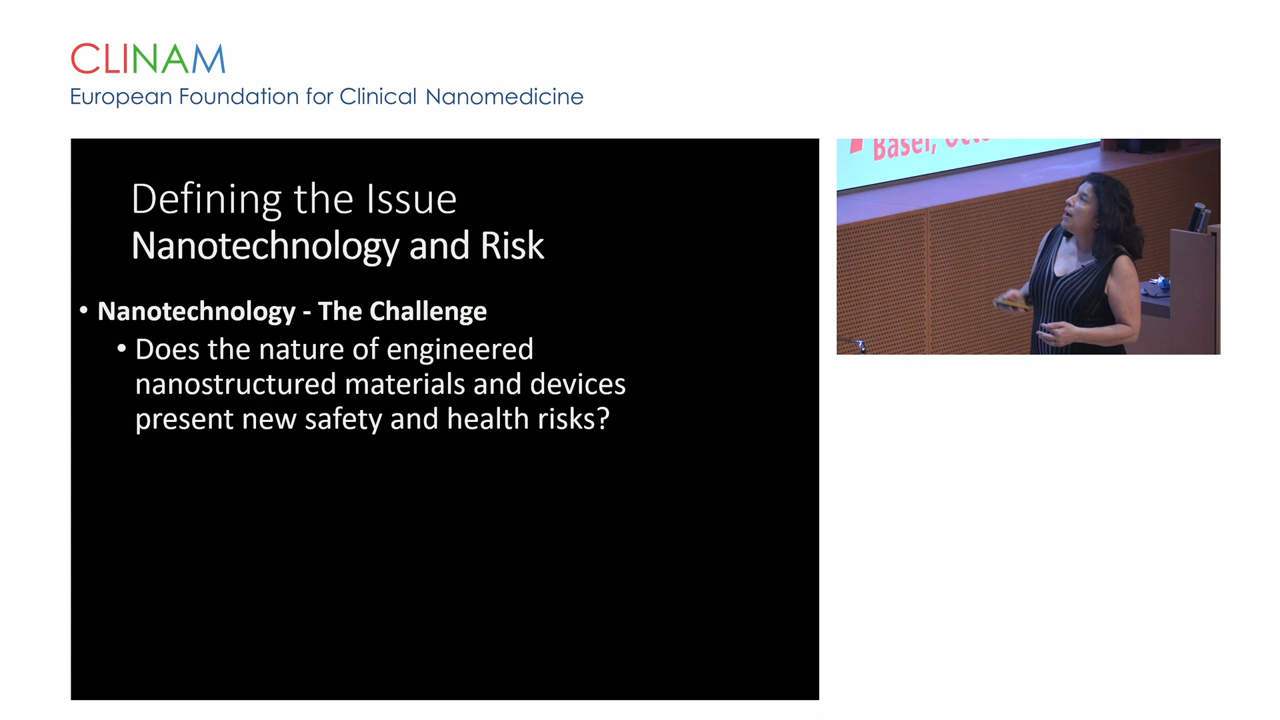 CLINAM
European Foundation for Clinical Nanomedicine
Defining the Issue
Nanotechnology and Risk
• Nanotechnology - The Challenge
• Does the nature of engineered
nanostructured materials and devices
present new safety and health risks?
Basel,